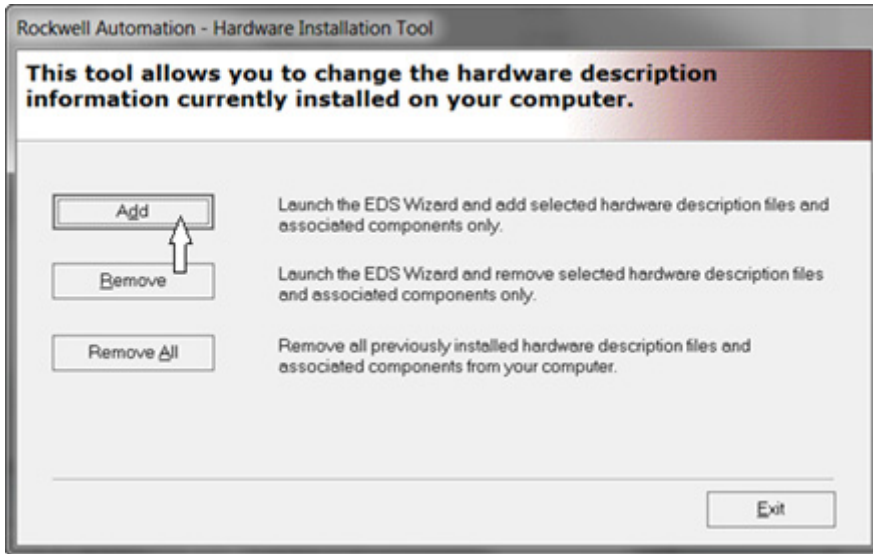 Rockwell Automation - Hardware Installation Tool
This tool allows you to change the hardware description
information currently installed on your computer.
Add
Launch the EDS Wizard and add selected hardware description files and
associated components only.
Remove
Launch the EDS Wizard and remove selected hardware description files
and associated components only.
Remove All
Remove all previously installed hardware description files and
associated components from your computer.
Exit